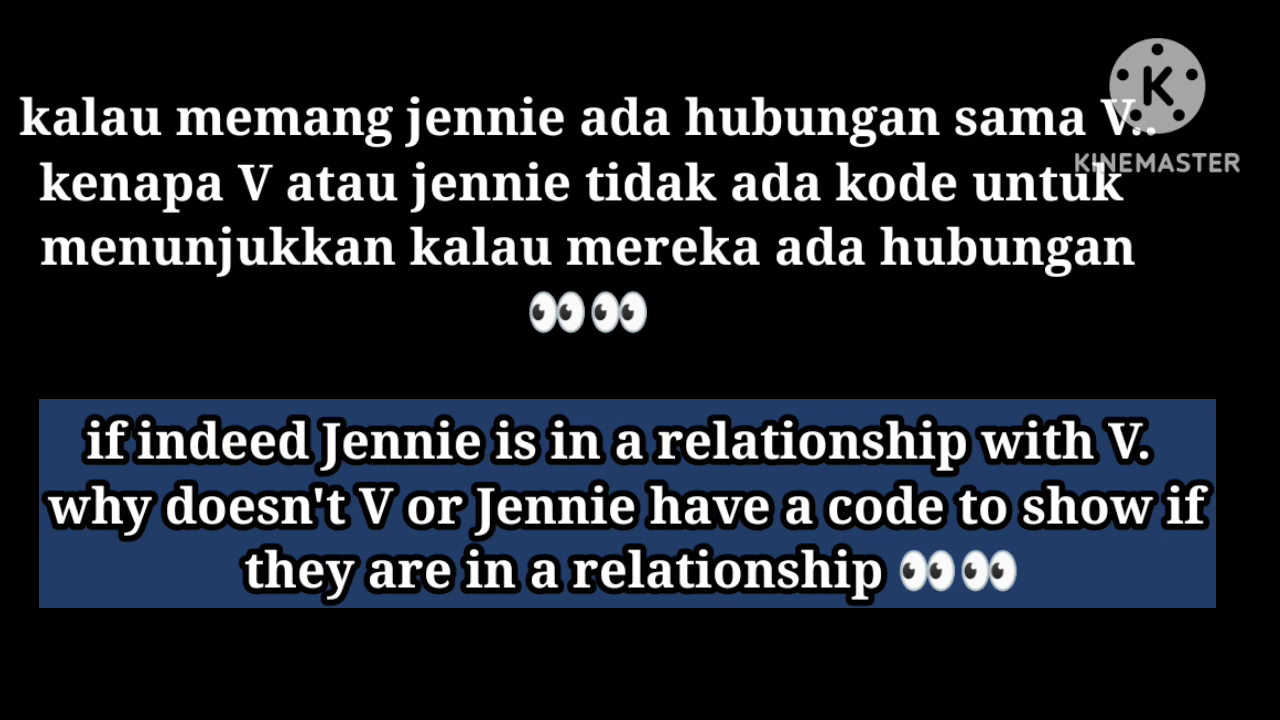 kalau memang jennie ada hubungan sama V..
KINEMASTER
kenapa V atau jennie tidak ada kode untuk
menunjukkan kalau mereka ada hubungan
👀👀
if indeed Jennie is in a relationship with V.
why doesn't V or Jennie have a code to show if
they are in a relationship 👀👀